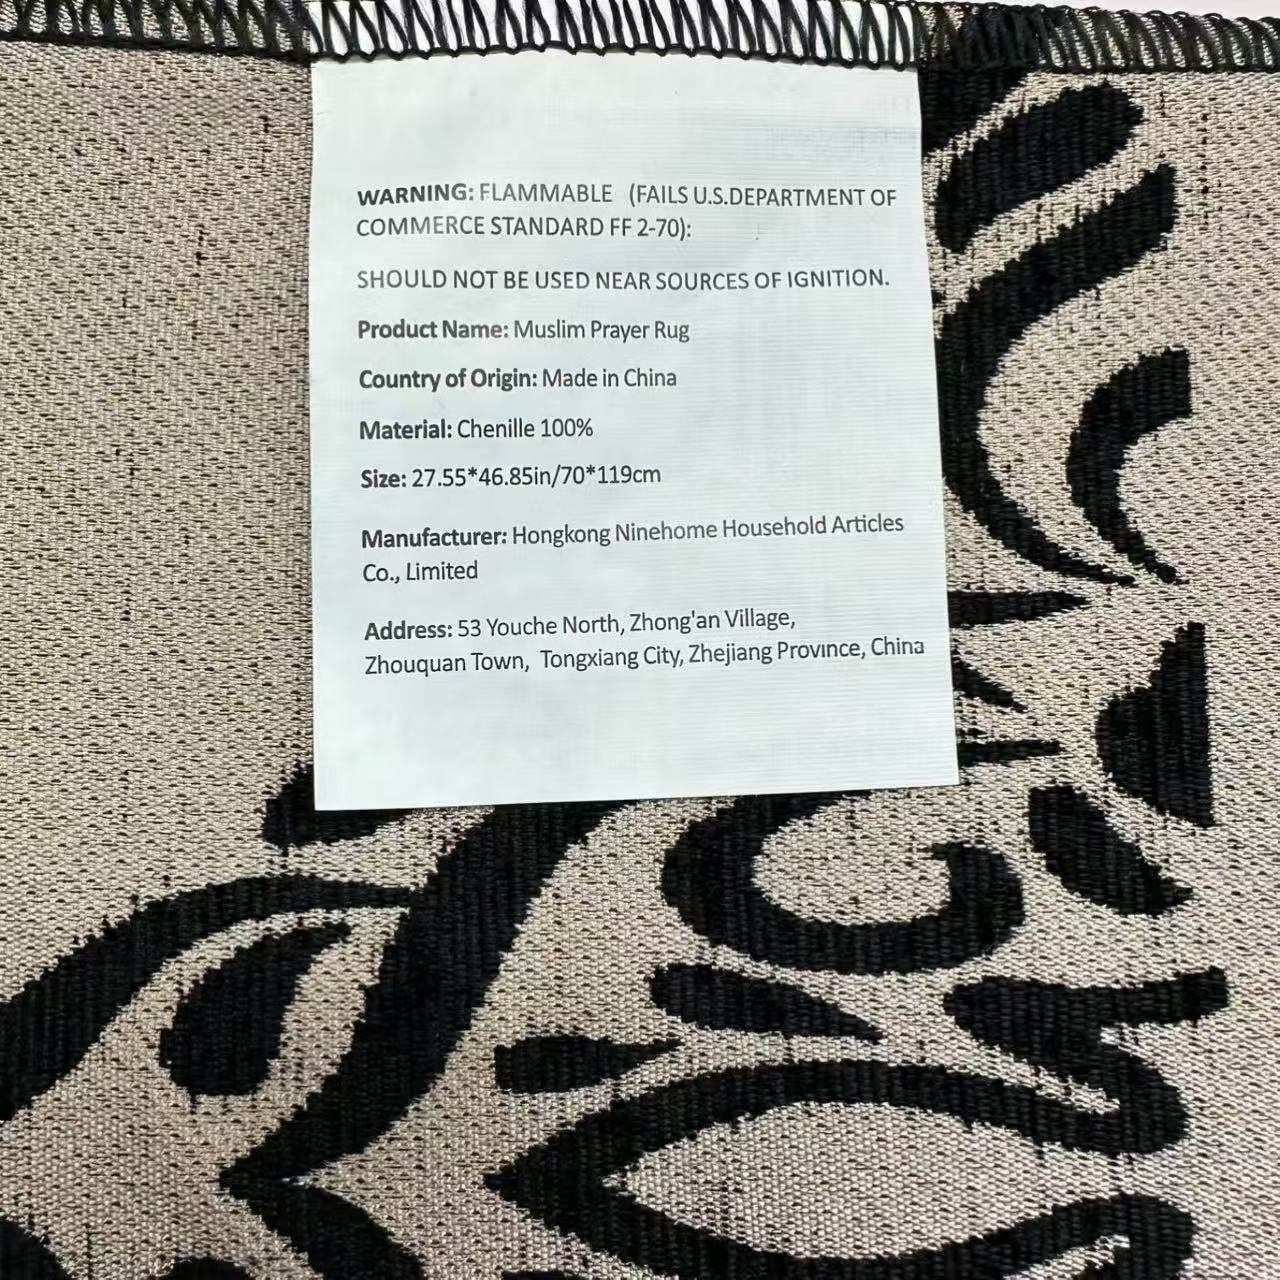 WARNING: FLAMMABLE (FAILS U.S.DEPARTMENT OF
COMMERCE STANDARD FF 2-70):
SHOULD NOT BE USED NEAR SOURCES OF IGNITION.
Product Name: Muslim Prayer Rug
Country of Origin: Made in China
Material: Chenille 100%
Size: 27.55*46.85in/70*119cm
Manufacturer: Hongkong Ninehome Household Articles
Co., Limited
Address: 53 Youche North, Zhong'an Village,
Zhouquan Town, Tongxiang City, Zhejiang Province, China